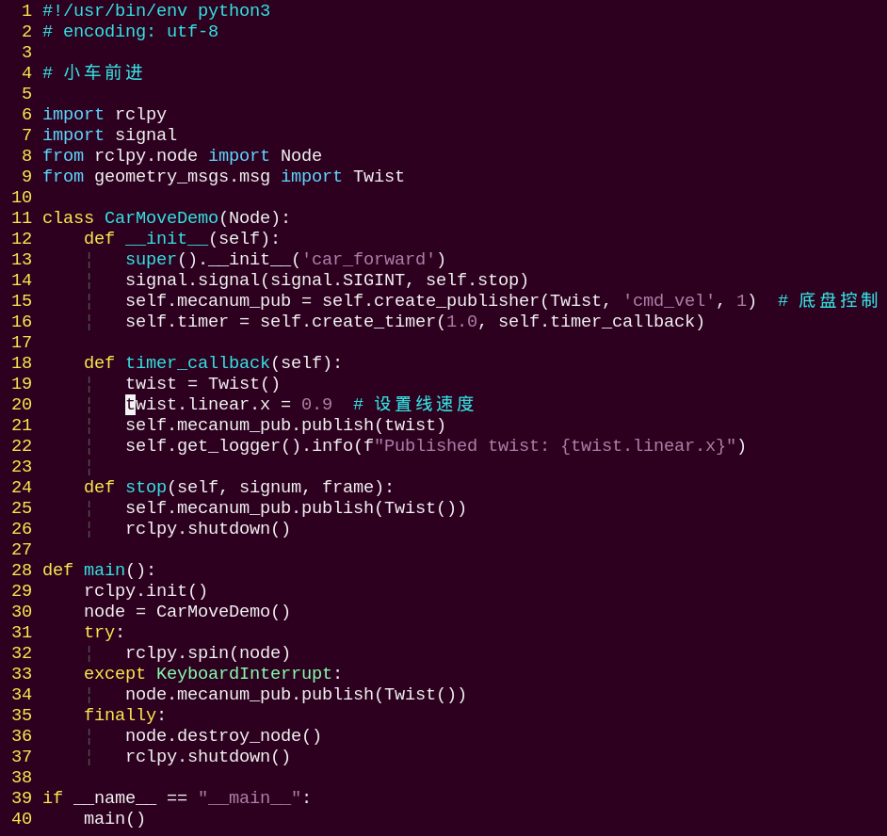 1 #!/usr/bin/env python3
2 # encoding: utf-8
3
4 # 小车前进
5
6 import rclpy
7 import signal
8 from rclpy.node import Node
9 from geometry_msgs.msg import Twist
10
11 class CarMoveDemo(Node):
12     def __init__(self):
13     ¦   super().__init__('car_forward')
14     ¦   signal.signal(signal.SIGINT, self.stop)
15     ¦   self.mecanum_pub = self.create_publisher(Twist, 'cmd_vel', 1)  # 底盘控制
16     ¦   self.timer = self.create_timer(1.0, self.timer_callback)
17
18     def timer_callback(self):
19     ¦   twist = Twist()
20     ¦   twist.linear.x = 0.9  # 设置线速度
21     ¦   self.mecanum_pub.publish(twist)
22     ¦   self.get_logger().info(f"Published twist: {twist.linear.x}")
23     ¦
24     def stop(self, signum, frame):
25     ¦   self.mecanum_pub.publish(Twist())
26     ¦   rclpy.shutdown()
27
28 def main():
29     rclpy.init()
30     node = CarMoveDemo()
31     try:
32     ¦   rclpy.spin(node)
33     except KeyboardInterrupt:
34     ¦   node.mecanum_pub.publish(Twist())
35     finally:
36     ¦   node.destroy_node()
37     ¦   rclpy.shutdown()
38
39 if __name__ == "__main__":
40     main()